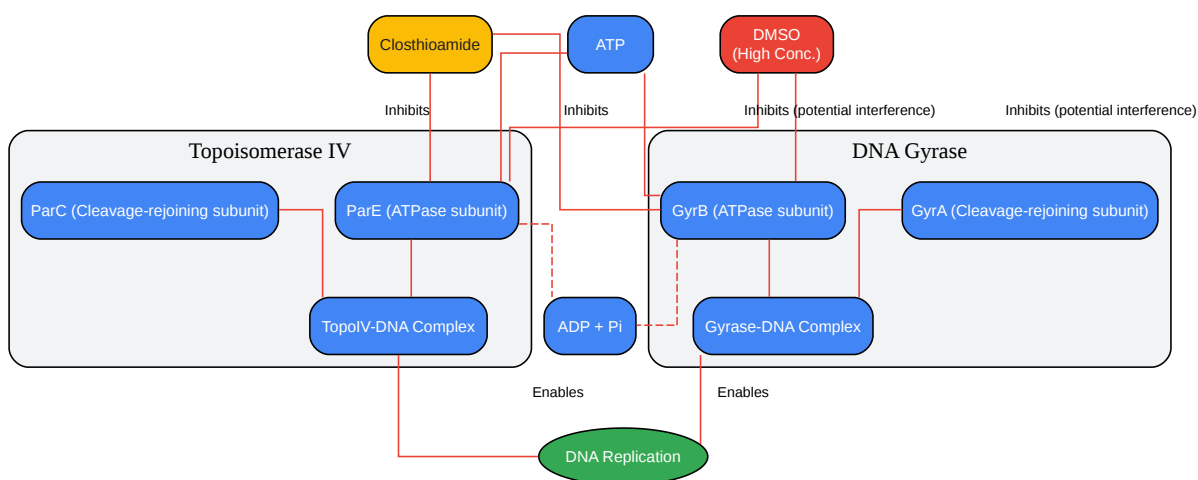 Closthioamide
ATP
DMSO
(High Conc.)
Inhibits
Inhibits
Inhibits (potential interference)
Inhibits (potential interference)
Topoisomerase IV
DNA Gyrase
ParC (Cleavage-rejoining subunit)
ParE (ATPase subunit)
GyrB (ATPase subunit)
GyrA (Cleavage-rejoining subunit)
TopoIV-DNA Complex
ADP + Pi
Gyrase-DNA Complex
Enables
Enables
DNA Replication